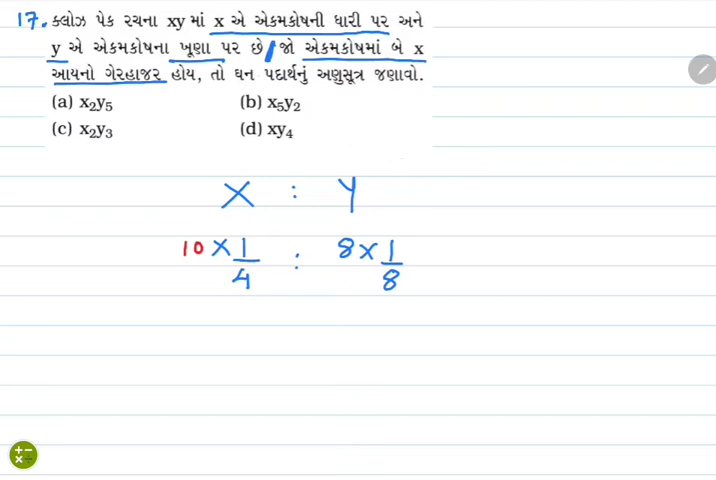 17. ક્લોઝ પેક રચના xy માં x એ એકમકોષની ધારી પર અને
y એ એકમકોષના ખૂણા પર છે, જો એકમકોષમાં બે x
આયનો ગેરહાજર હોય, તો ઘન પદાર્થનું અણુસૂત્ર જણાવો.
(a) x₂y₅ (b) x₅y₂
(c) x₂y₃ (d) xy₄
X : Y
10 × 1/4 : 8 × 1/8